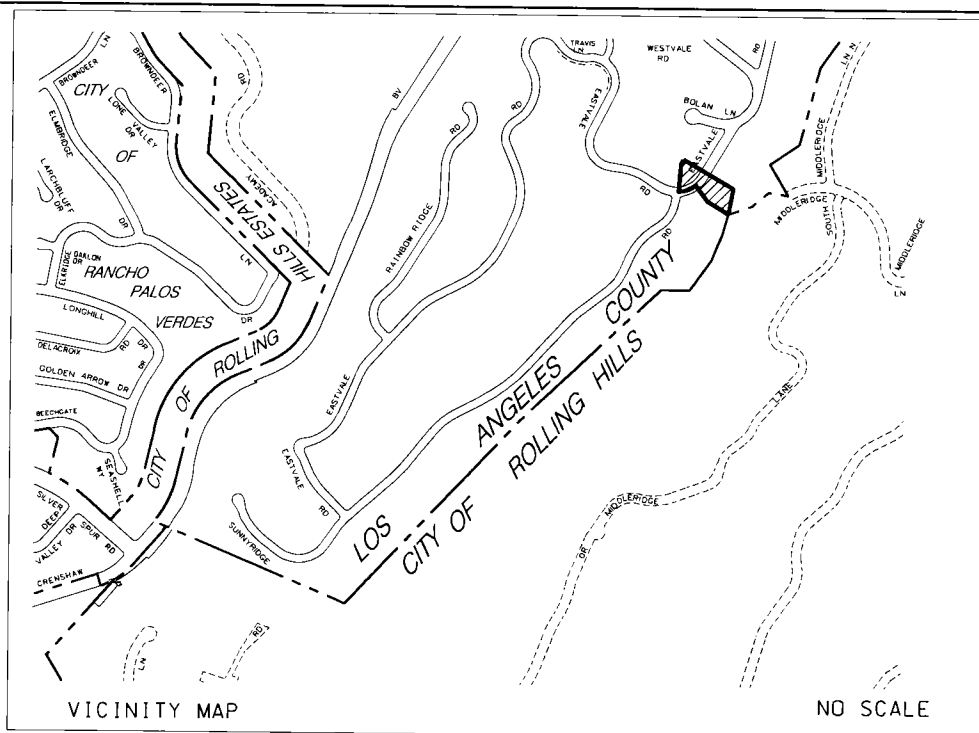 BROWNDEER LN
BROWNDEER
RD
ACADEMY
BV
CITY
OF
RANCHO
PALOS
VERDES
ELMBRIDGE
DR
LONE VALLEY
DR
LARCHBLUFF
DR
ELKRIDGE
OAKLON
DR
LN
DR
LONGHILL
RD
DR
DR
DELACROIX
GOLDEN ARROW DR
BEECHGATE
SEASHELL
WY
SILVER
DEEP
VALLEY DR
SPUR RD
CRENSHAW
CITY OF ROLLING HILLS ESTATES
TRAVIS
LN
WESTVALE
RD
RD
BOLAN LN
EASTVALE
EASTVALE
RD
RD
RD
RAINBOW RIDGE
RD
EASTVALE
EASTVALE
RD
SUNNYRIDGE
LOS ANGELES COUNTY
CITY OF ROLLING HILLS
LN N
MIDDLERIDGE
MIDDLERIDGE
SOUTH
MIDDLERIDGE
LN
LANE
MIDDLERIDGE
DR
LN
RD
VICINITY MAP
NO SCALE